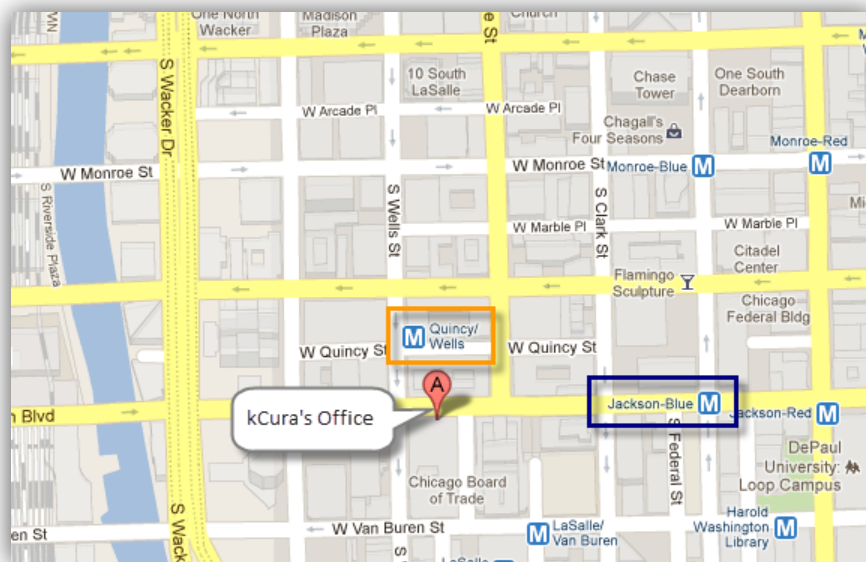 One North
Wacker
Madison
Plaza
e St
Church
WN
S Wacker Dr
10 South
LaSalle
Chase
Tower
One South
Dearborn
W Arcade Pl
W Arcade Pl
Chagall's
Four Seasons
Monroe-Red
M
W Monroe St
W Monroe St
Monroe-Blue
M
S Riverside Plaza
S Wells St
S Clark St
W Marble Pl
W Marble Pl
Citadel
Center
Flamingo
Sculpture
Chicago
Federal Bldg
M
Quincy/
Wells
W Quincy St
W Quincy St
A
n Blvd
kCura's Office
Jackson-Blue
M
Jackson-Red
M
S Federal St
DePaul
University:
Loop Campus
Chicago Board
of Trade
S Wack
en St
W Van Buren St
M
LaSalle/
Van Buren
Harold
Washington
Library
M
S
LaSalle